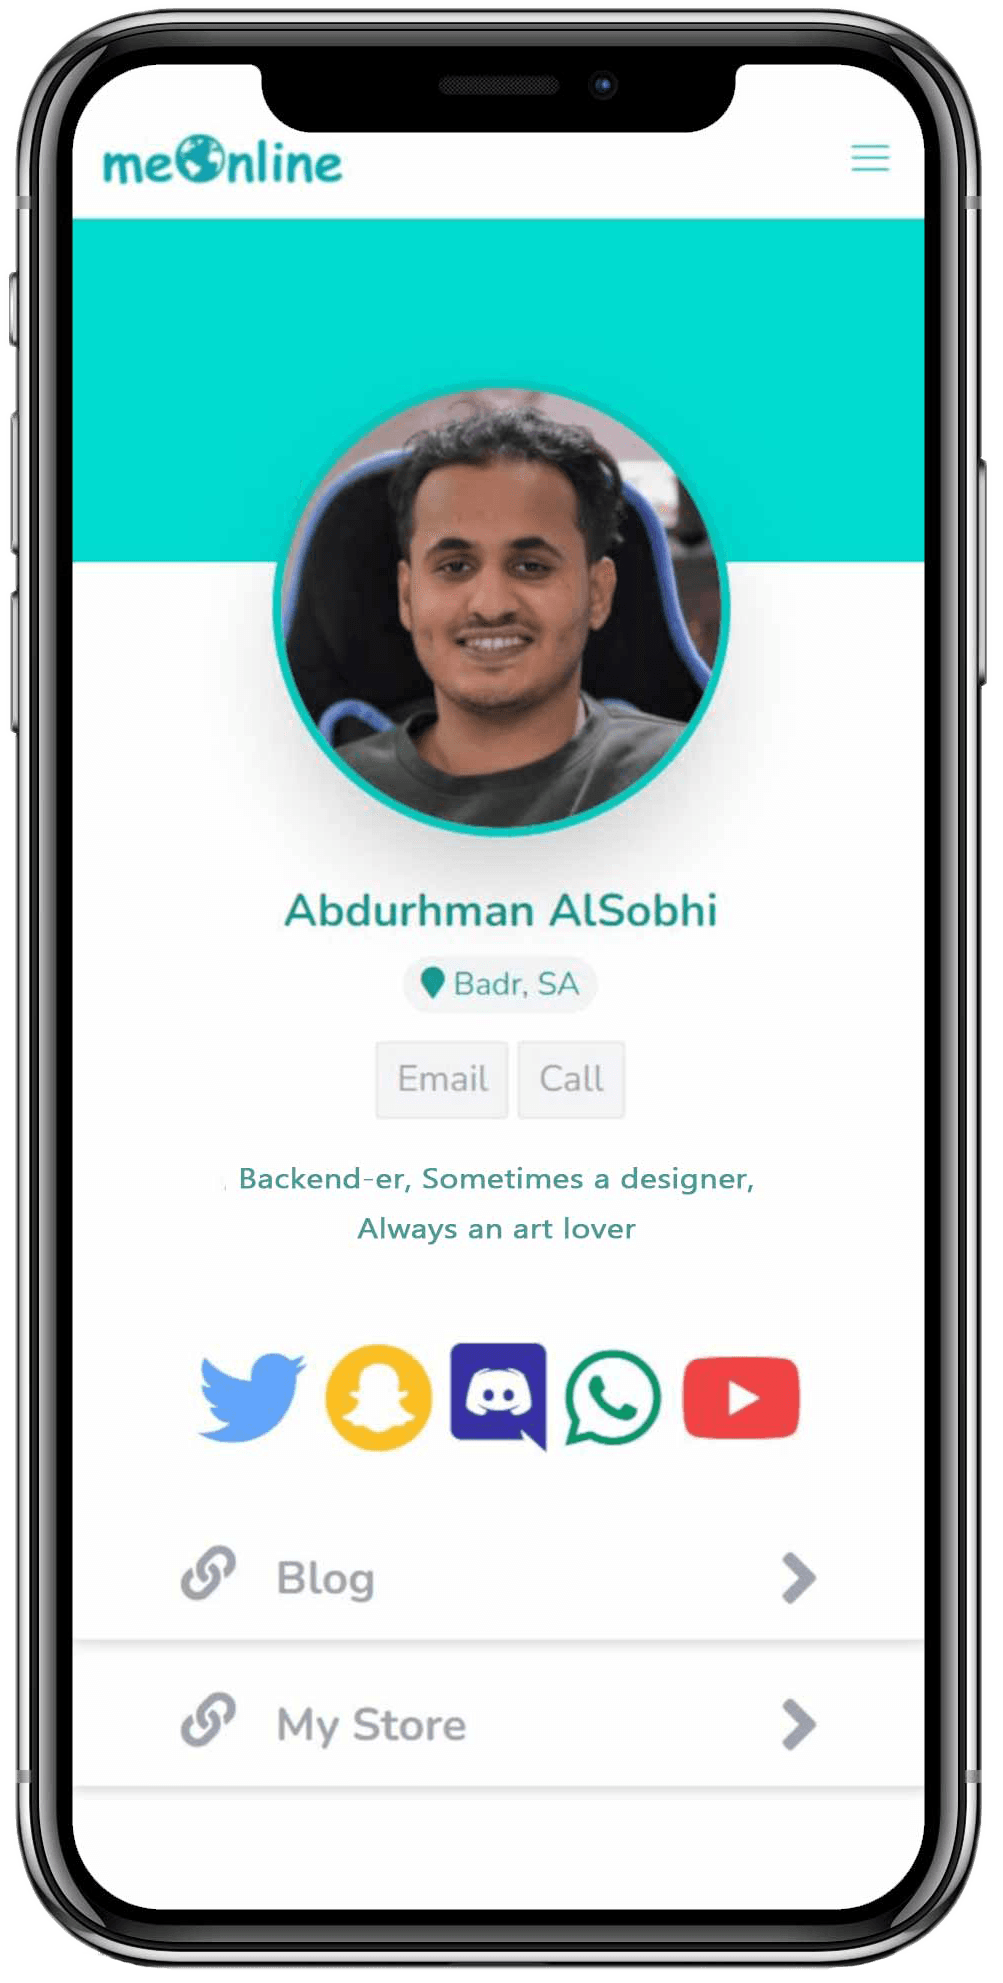 meOnline
Abdurhman AlSobhi
Badr, SA
Email Call
Backend-er, Sometimes a designer,
Always an art lover
Blog
My Store